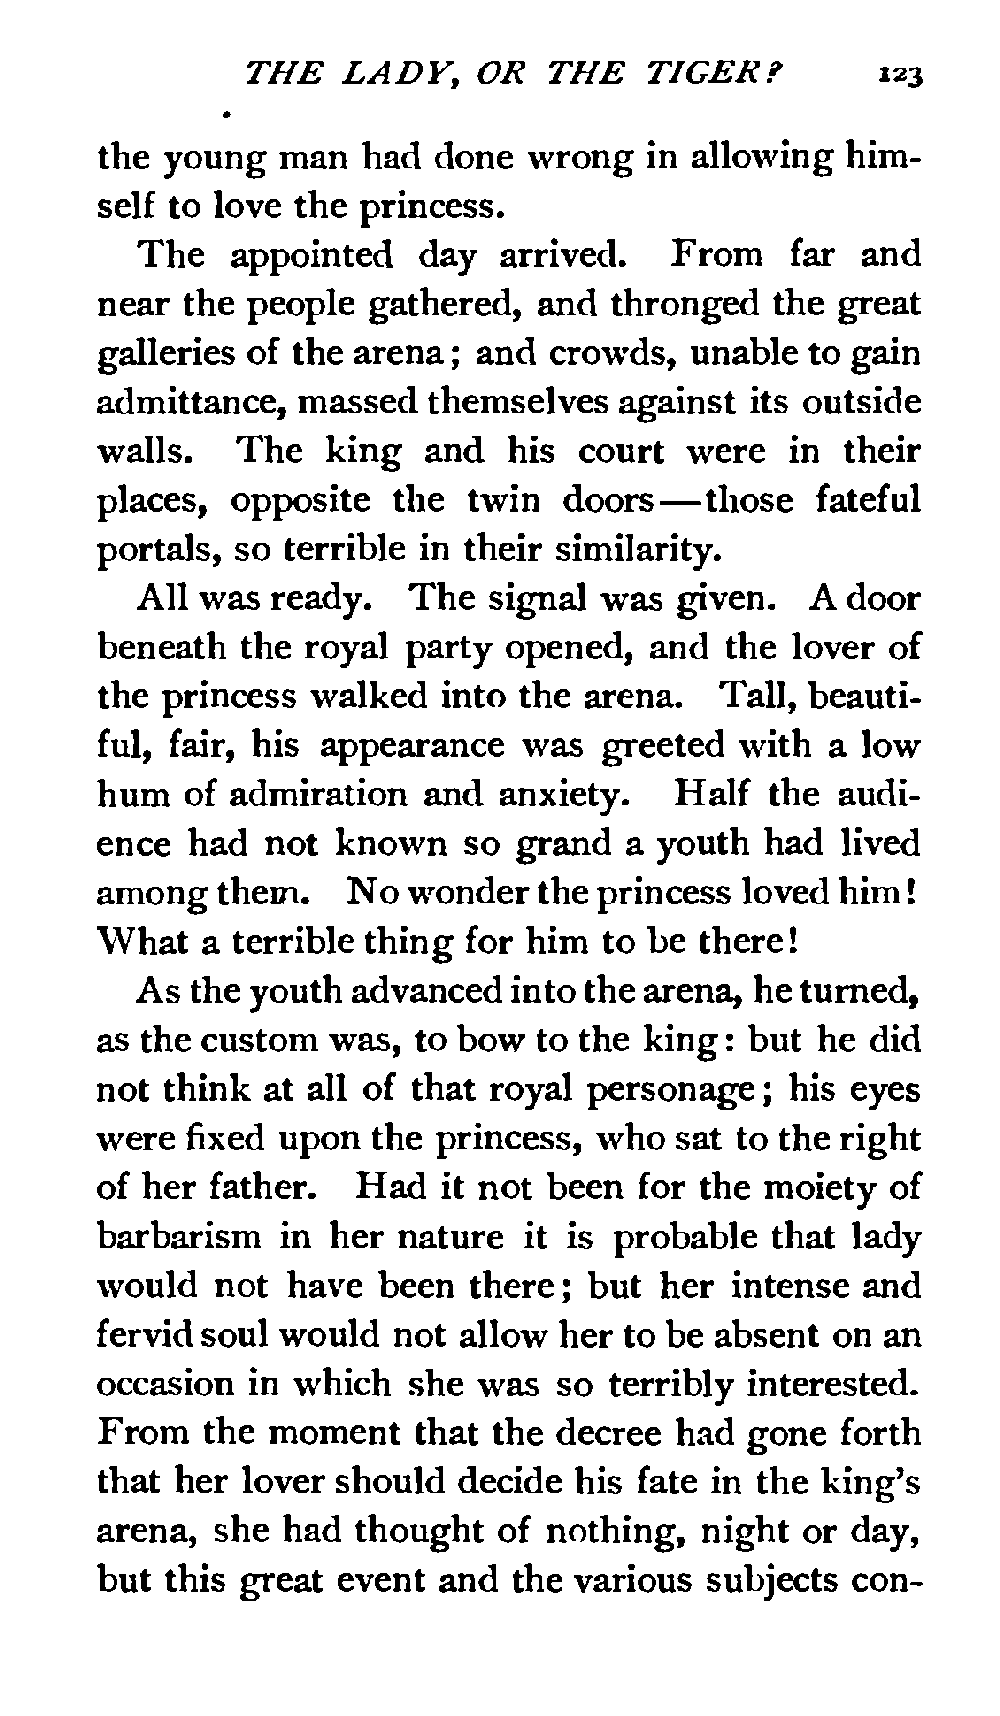 THE LADY, OR THE TIGER? 123
the young man had done wrong in allowing him-
self to love the princess.
The appointed day arrived. From far and
near the people gathered, and thronged the great
galleries of the arena; and crowds, unable to gain
admittance, massed themselves against its outside
walls. The king and his court were in their
places, opposite the twin doors—those fateful
portals, so terrible in their similarity.
All was ready. The signal was given. A door
beneath the royal party opened, and the lover of
the princess walked into the arena. Tall, beauti-
ful, fair, his appearance was greeted with a low
hum of admiration and anxiety. Half the audi-
ence had not known so grand a youth had lived
among them. No wonder the princess loved him!
What a terrible thing for him to be there!
As the youth advanced into the arena, he turned,
as the custom was, to bow to the king: but he did
not think at all of that royal personage; his eyes
were fixed upon the princess, who sat to the right
of her father. Had it not been for the moiety of
barbarism in her nature it is probable that lady
would not have been there; but her intense and
fervid soul would not allow her to be absent on an
occasion in which she was so terribly interested.
From the moment that the decree had gone forth
that her lover should decide his fate in the king's
arena, she had thought of nothing, night or day,
but this great event and the various subjects con-